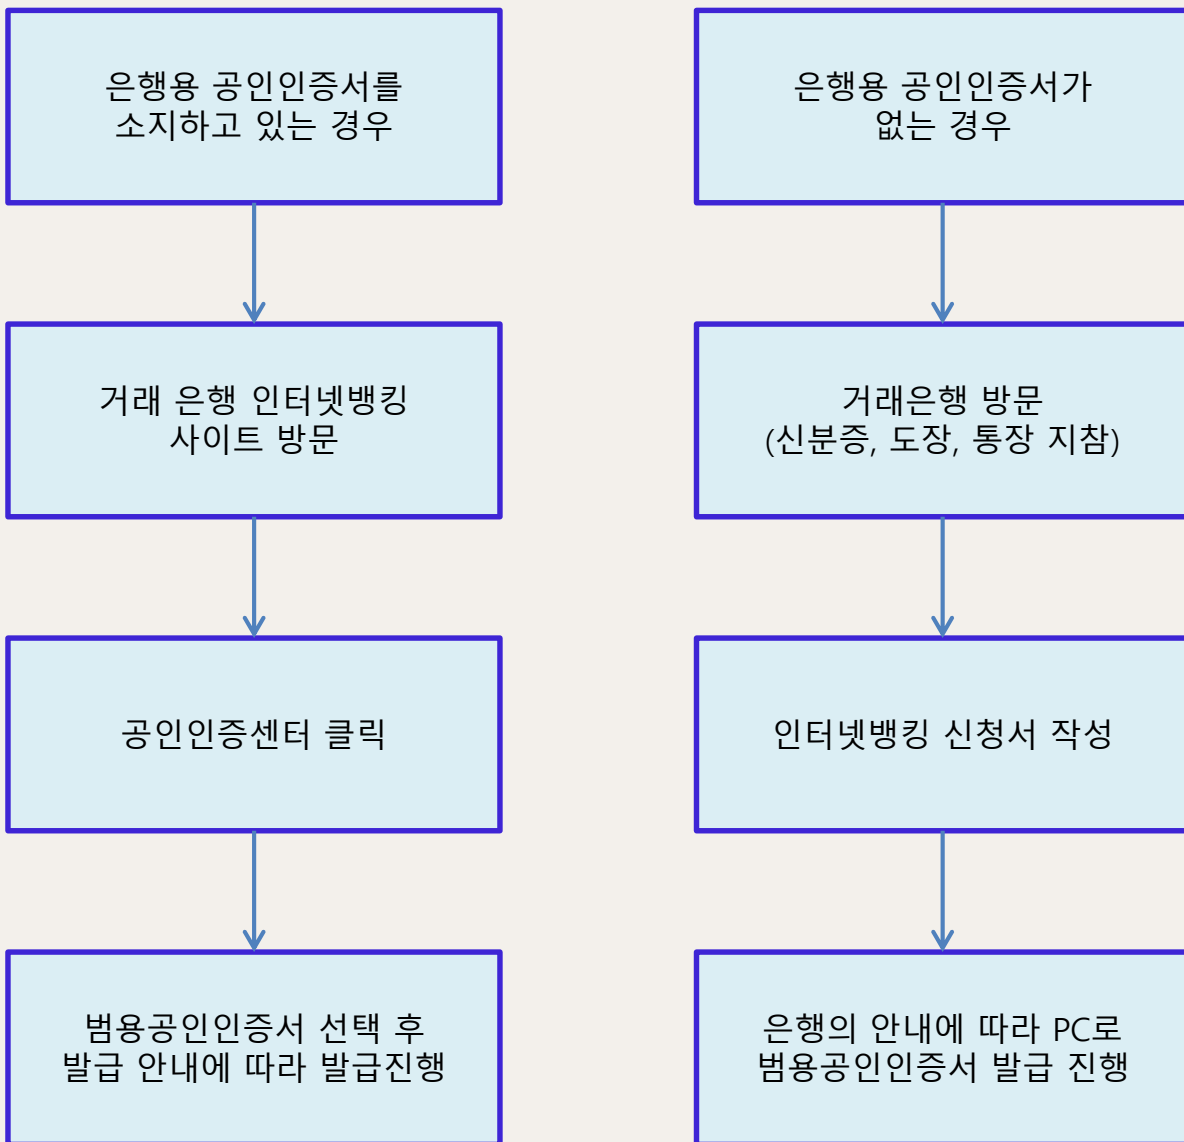 은행용 공인인증서를
소지하고 있는 경우
거래 은행 인터넷뱅킹
사이트 방문
공인인증센터 클릭
범용공인인증서 선택 후
발급 안내에 따라 발급진행
은행용 공인인증서가
없는 경우
거래은행 방문
(신분증, 도장, 통장 지참)
인터넷뱅킹 신청서 작성
은행의 안내에 따라 PC로
범용공인인증서 발급 진행